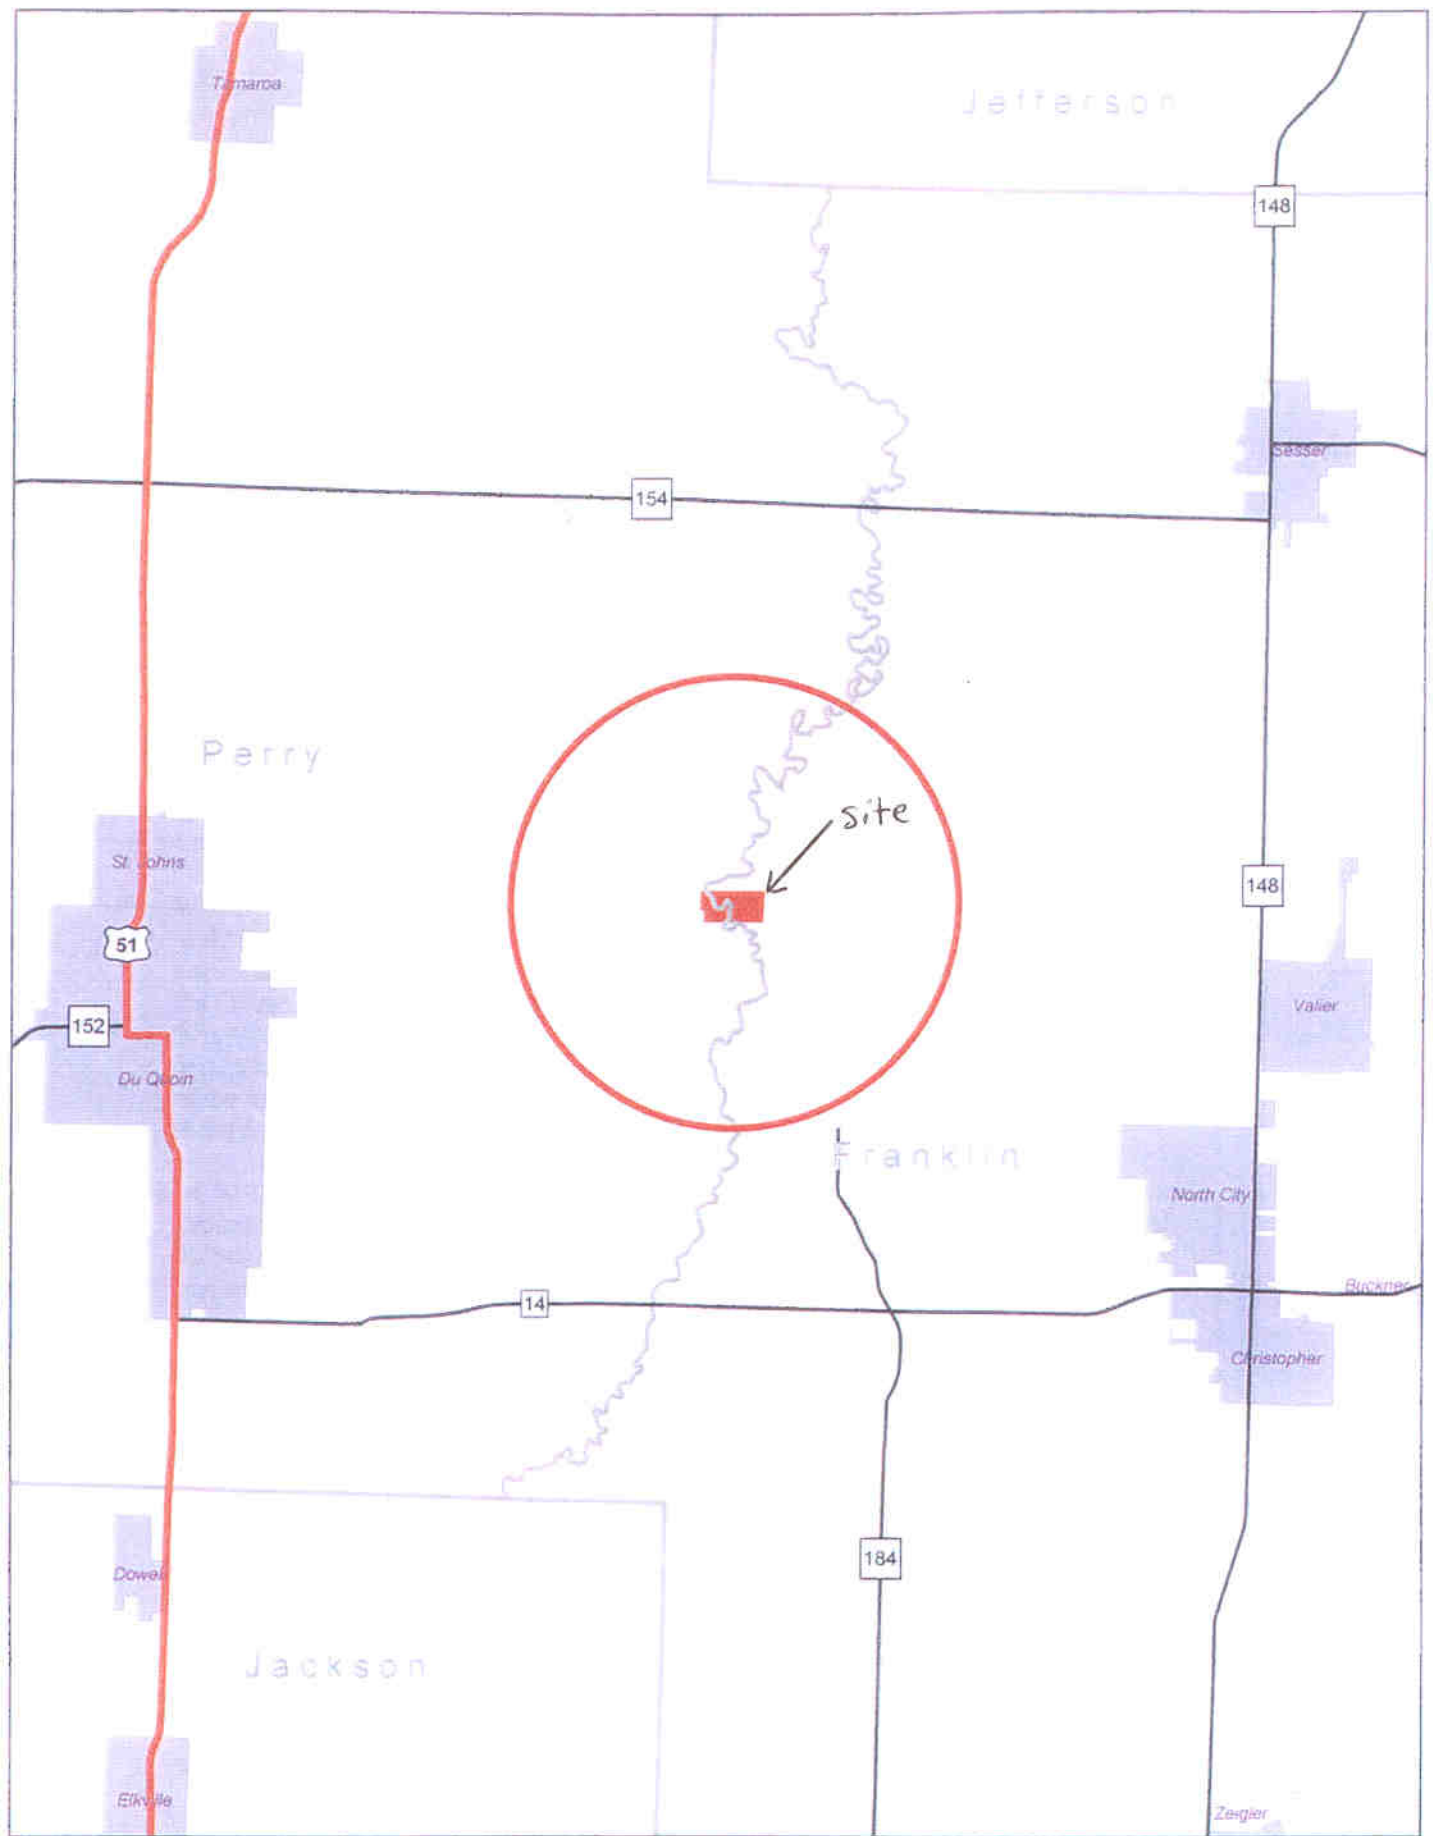 Tamaroa
Jefferson
148
Sesser
154
Perry
site
St. Johns
148
51
Valier
152
Du Quoin
Franklin
North City
Buckner
14
Christopher
184
Dowell
Jackson
Elkville
Zeigler